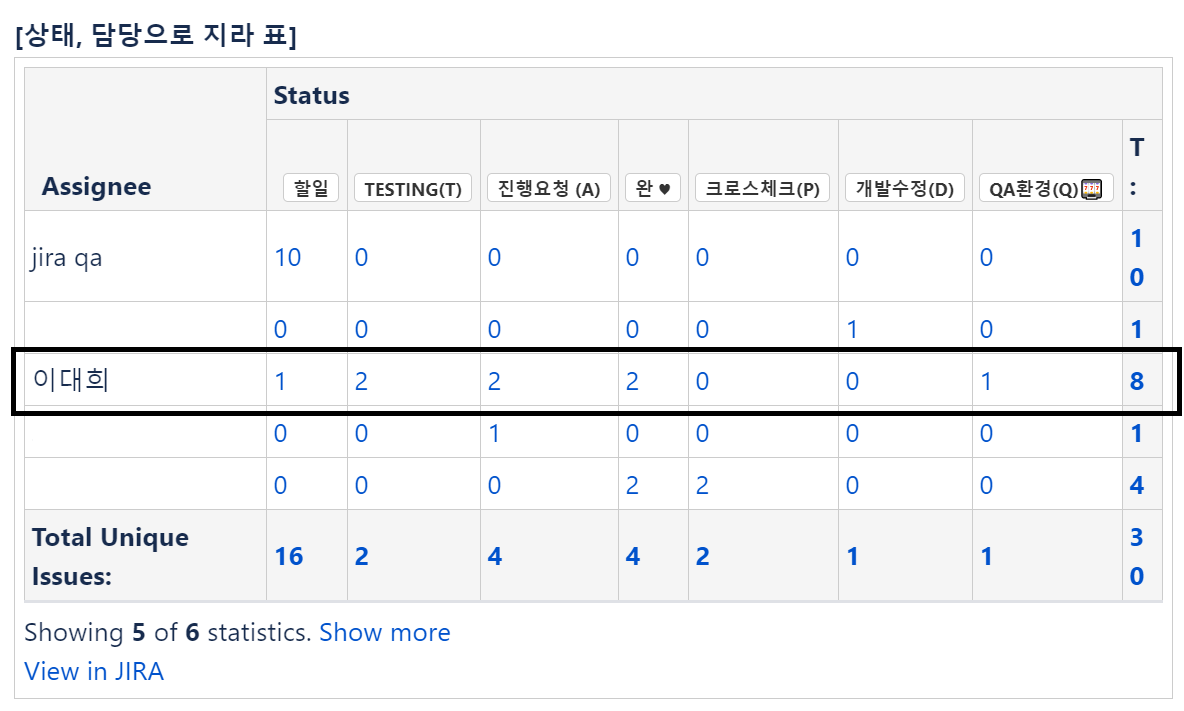 [상태, 담당으로 지라 표]
Status
Assignee 할일 TESTING(T) 진행요청 (A) 완 ♥ 크로스체크(P) 개발수정(D) QA환경(Q)🎰 T:
jira qa 10 0 0 0 0 0 0 10
0 0 0 0 0 1 0 1
이대희 1 2 2 2 0 0 1 8
0 0 1 0 0 0 0 1
0 0 0 2 2 0 0 4
Total Unique Issues: 16 2 4 4 2 1 1 30
Showing 5 of 6 statistics. Show more
View in JIRA